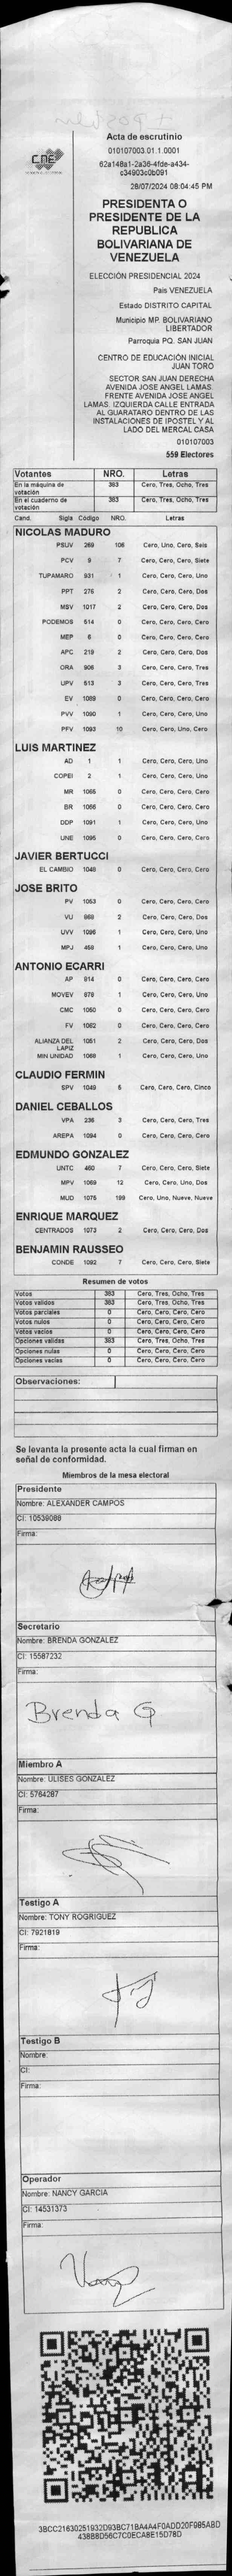 CNE
Acta de escrutinio
010107003.01.1.0001
62a148a1-2a36-4fde-a434-
c34903c0b091
28/07/2024 08:04:45 PM
PRESIDENTA O
PRESIDENTE DE LA
REPUBLICA
BOLIVARIANA DE
VENEZUELA
ELECCIÓN PRESIDENCIAL 2024
Pais VENEZUELA
Estado DISTRITO CAPITAL
Municipio MP. BOLIVARIANO
LIBERTADOR
Parroquia PQ. SAN JUAN
CENTRO DE EDUCACIÓN INICIAL
JUAN TORO
SECTOR SAN JUAN DERECHA
AVENIDA JOSE ANGEL LAMAS.
FRENTE AVENIDA JOSE ANGEL
LAMAS. IZQUIERDA CALLE ENTRADA
AL GUARATARO DENTRO DE LAS
INSTALACIONES DE IPOSTEL Y AL
LADO DEL MERCAL CASA
010107003
559 Electores
Votantes NRO. Letras
En la máquina de votación 383 Cero, Tres, Ocho, Tres
En el cuaderno de votación 383 Cero, Tres, Ocho, Tres
Cand. Sigla Código NRO. Letras
NICOLAS MADURO
PSUV 269 106 Cero, Uno, Cero, Seis
PCV 9 7 Cero, Cero, Cero, Siete
TUPAMARO 931 1 Cero, Cero, Cero, Uno
PPT 276 2 Cero, Cero, Cero, Dos
MSV 1017 2 Cero, Cero, Cero, Dos
PODEMOS 514 0 Cero, Cero, Cero, Cero
MEP 6 0 Cero, Cero, Cero, Cero
APC 219 2 Cero, Cero, Cero, Dos
ORA 906 3 Cero, Cero, Cero, Tres
UPV 513 3 Cero, Cero, Cero, Tres
EV 1089 0 Cero, Cero, Cero, Cero
PVV 1090 1 Cero, Cero, Cero, Uno
PFV 1093 10 Cero, Cero, Uno, Cero
LUIS MARTINEZ
AD 1 1 Cero, Cero, Cero, Uno
COPEI 2 1 Cero, Cero, Cero, Uno
MR 1065 0 Cero, Cero, Cero, Cero
BR 1066 0 Cero, Cero, Cero, Cero
DDP 1091 1 Cero, Cero, Cero, Uno
UNE 1095 0 Cero, Cero, Cero, Cero
JAVIER BERTUCCI
EL CAMBIO 1048 0 Cero, Cero, Cero, Cero
JOSE BRITO
PV 1053 0 Cero, Cero, Cero, Cero
VU 969 2 Cero, Cero, Cero, Dos
UVV 1096 1 Cero, Cero, Cero, Uno
MPJ 459 1 Cero, Cero, Cero, Uno
ANTONIO ECARRI
AP 914 0 Cero, Cero, Cero, Cero
MOVEV 878 1 Cero, Cero, Cero, Uno
CMC 1050 0 Cero, Cero, Cero, Cero
FV 1062 0 Cero, Cero, Cero, Cero
ALIANZA DEL LAPIZ 1051 2 Cero, Cero, Cero, Dos
MIN UNIDAD 1068 1 Cero, Cero, Cero, Uno
CLAUDIO FERMIN
SPV 1049 5 Cero, Cero, Cero, Cinco
DANIEL CEBALLOS
VPA 236 3 Cero, Cero, Cero, Tres
AREPA 1094 0 Cero, Cero, Cero, Cero
EDMUNDO GONZALEZ
UNTC 460 7 Cero, Cero, Cero, Siete
MPV 1069 12 Cero, Cero, Uno, Dos
MUD 1075 199 Cero, Uno, Nueve, Nueve
ENRIQUE MARQUEZ
CENTRADOS 1073 2 Cero, Cero, Cero, Dos
BENJAMIN RAUSSEO
CONDE 1092 7 Cero, Cero, Cero, Siete
Resumen de votos
Votos 383 Cero, Tres, Ocho, Tres
Votos validos 383 Cero, Tres, Ocho, Tres
Votos parciales 0 Cero, Cero, Cero, Cero
Votos nulos 0 Cero, Cero, Cero, Cero
Votos vacios 0 Cero, Cero, Cero, Cero
Opciones validas 383 Cero, Tres, Ocho, Tres
Opciones nulas 0 Cero, Cero, Cero, Cero
Opciones vacias 0 Cero, Cero, Cero, Cero
Observaciones:
Se levanta la presente acta la cual firman en
señal de conformidad.
Miembros de la mesa electoral
Presidente
Nombre: ALEXANDER CAMPOS
CI: 10539088
Firma:
Secretario
Nombre: BRENDA GONZALEZ
CI: 15587232
Firma:
Brenda G
Miembro A
Nombre: ULISES GONZALEZ
CI: 5764287
Firma:
Testigo A
Nombre: TONY ROGRIGUEZ
CI: 7921819
Firma:
Testigo B
Nombre:
CI:
Firma:
Operador
Nombre: NANCY GARCIA
CI: 14531373
Firma:
3BCC21630251932D93BC71BA4A4F0ADD20F985ABD
438B8D56C7C0ECA8E15D78D